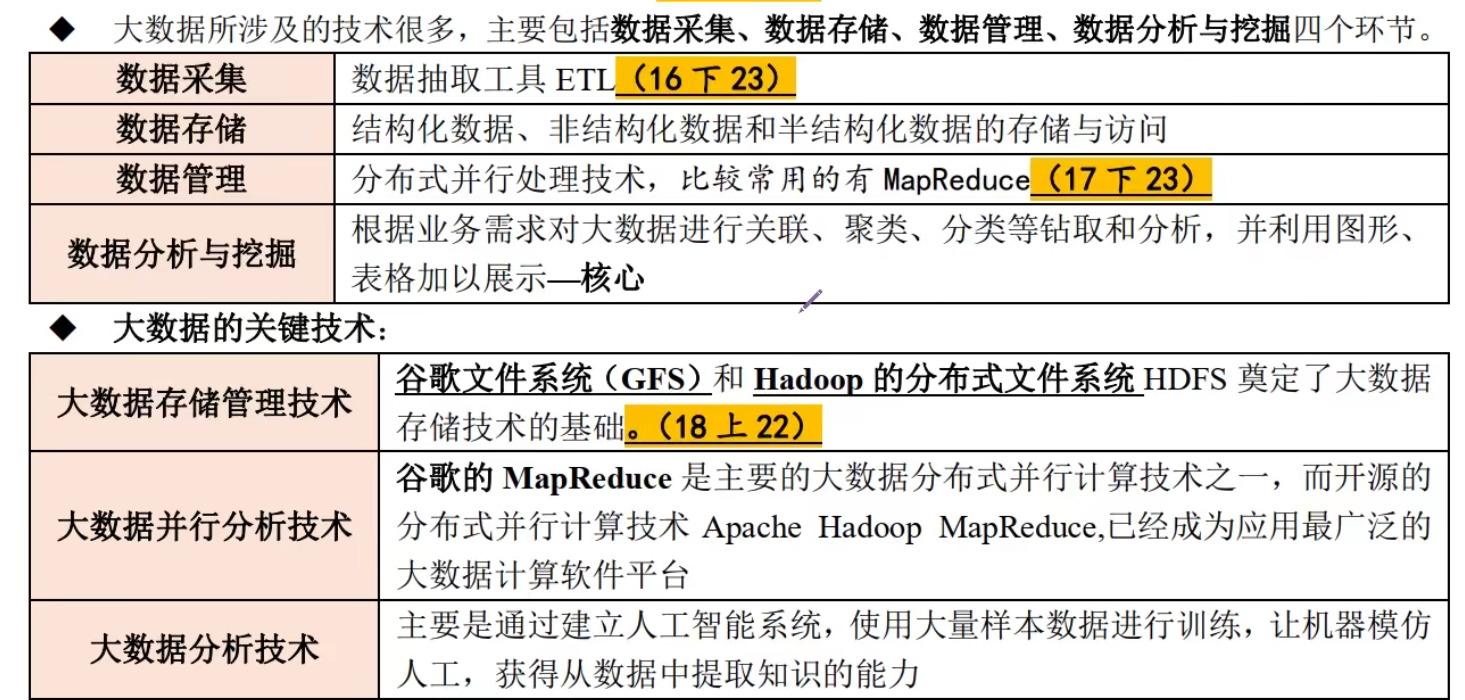 ◆ 大数据所涉及的技术很多，主要包括数据采集、数据存储、数据管理、数据分析与挖掘四个环节。
数据采集 数据抽取工具 ETL（16 下 23）
数据存储 结构化数据、非结构化数据和半结构化数据的存储与访问
数据管理 分布式并行处理技术，比较常用的有 MapReduce（17 下 23）
数据分析与挖掘
根据业务需求对大数据进行关联、聚类、分类等钻取和分析，并利用图形、
表格加以展示—核心
◆ 大数据的关键技术：
大数据存储管理技术
谷歌文件系统（GFS）和 Hadoop 的分布式文件系统 HDFS 奠定了大数据
存储技术的基础。（18 上 22）
大数据并行分析技术
谷歌的 MapReduce 是主要的大数据分布式并行计算技术之一，而开源的
分布式并行计算技术 Apache Hadoop MapReduce,已经成为应用最广泛的
大数据计算软件平台
大数据分析技术
主要是通过建立人工智能系统，使用大量样本数据进行训练，让机器模仿
人工，获得从数据中提取知识的能力